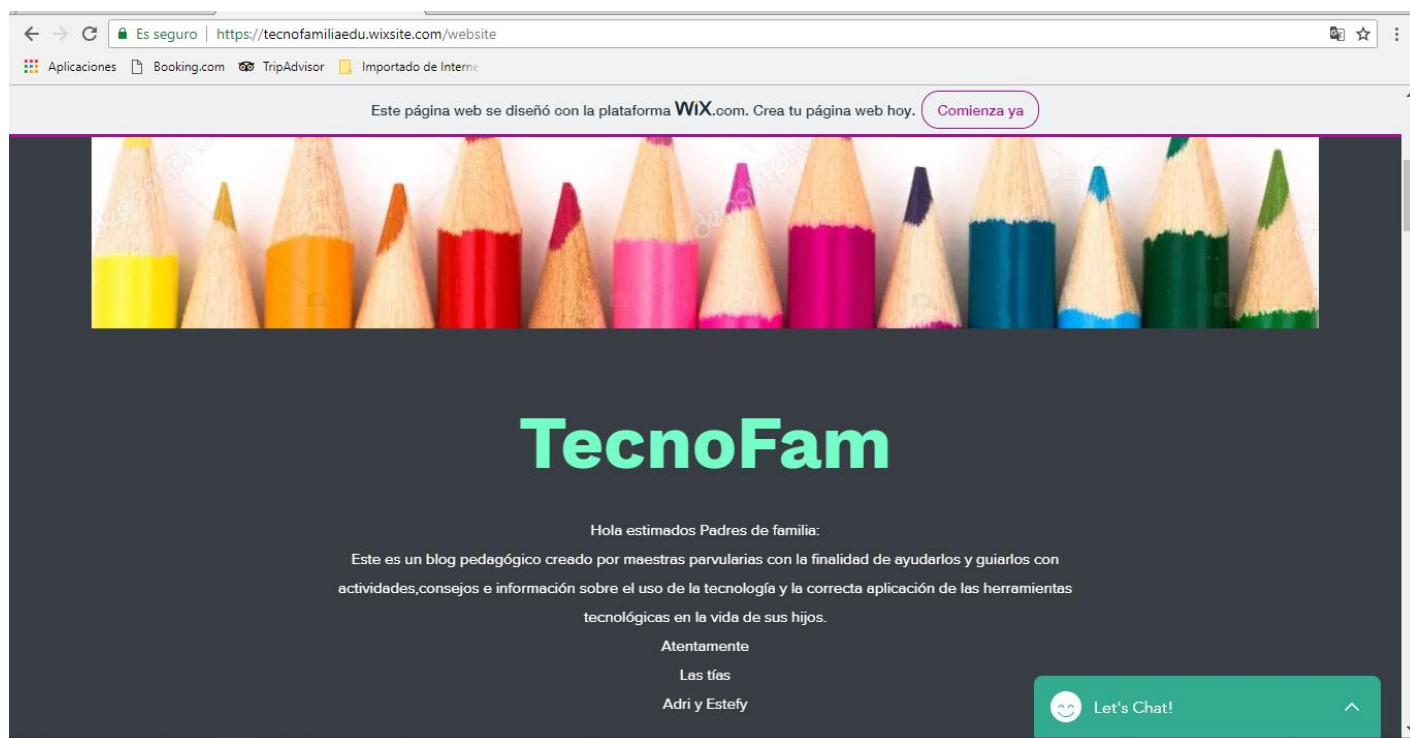 Es seguro | https://tecnofamiliaedu.wixsite.com/website
Aplicaciones Booking.com TripAdvisor Importado de Interne
Este página web se diseñó con la plataforma WiX.com. Crea tu página web hoy. Comienza ya
TecnoFam
Hola estimados Padres de familia:
Este es un blog pedagógico creado por maestras parvularias con la finalidad de ayudarlos y guiarlos con
actividades,consejos e información sobre el uso de la tecnología y la correcta aplicación de las herramientas
tecnológicas en la vida de sus hijos.
Atentamente
Las tías
Adri y Estefy
Let's Chat!